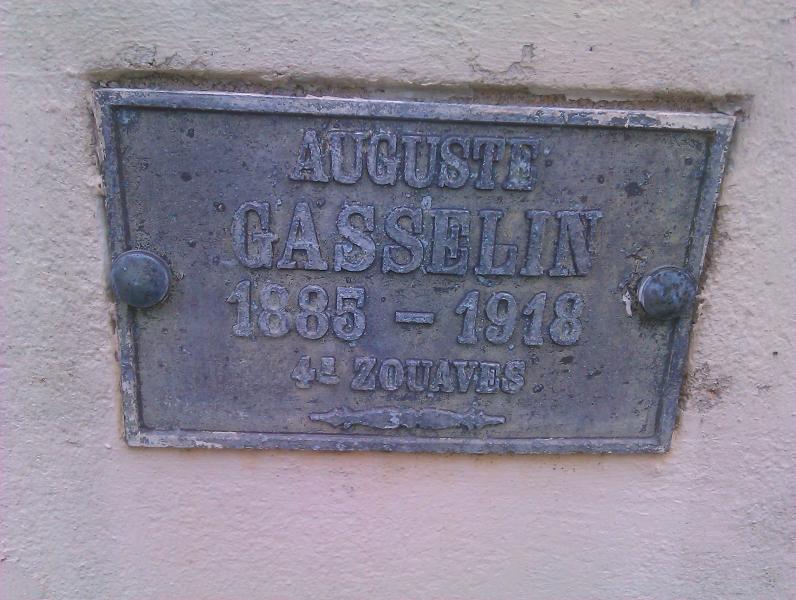 AUGUSTE
GASSELIN
1885 - 1918
4E ZOUAVES